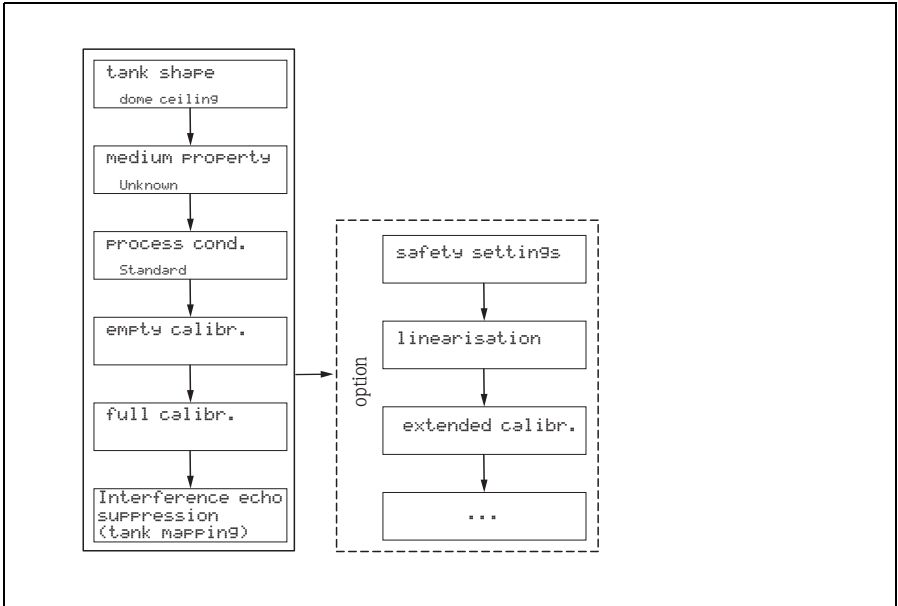 tank shape
dome ceiling
medium property
Unknown
process cond.
Standard
empty calibr.
full calibr.
Interference echo
suppression
(tank mapping)
option
safety settings
linearisation
extended calibr.
...